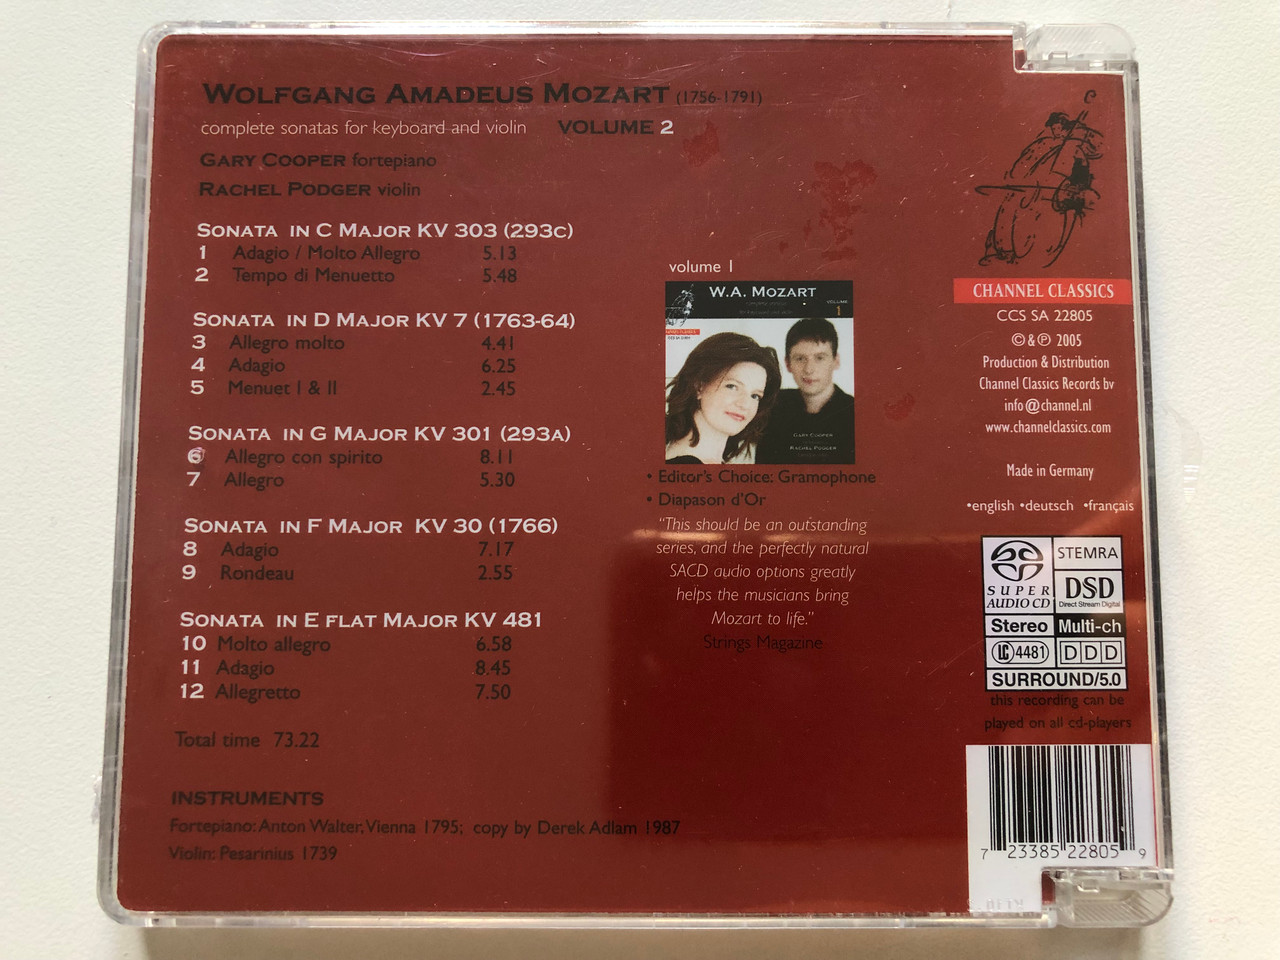 WOLFGANG AMADEUS MOZART (1756-1791)
complete sonatas for keyboard and violin VOLUME 2
GARY COOPER fortepiano
RACHEL PODGER violin
SONATA IN C MAJOR KV 303 (293C)
1 Adagio / Molto Allegro 5.13
2 Tempo di Menuetto 5.48
SONATA IN D MAJOR KV 7 (1763-64)
3 Allegro molto 4.41
4 Adagio 6.25
5 Menuet I & II 2.45
SONATA IN G MAJOR KV 301 (293A)
6 Allegro con spirito 8.11
7 Allegro 5.30
SONATA IN F MAJOR KV 30 (1766)
8 Adagio 7.17
9 Rondeau 2.55
SONATA IN E FLAT MAJOR KV 481
10 Molto allegro 6.58
11 Adagio 8.45
12 Allegretto 7.50
Total time 73.22
INSTRUMENTS
Fortepiano: Anton Walter, Vienna 1795; copy by Derek Adlam 1987
Violin: Pesarinius 1739
volume 1
W.A. MOZART
VOLUME
1
GARY COOPER
RACHEL PODGER
• Editor's Choice: Gramophone
• Diapason d'Or
“This should be an outstanding
series, and the perfectly natural
SACD audio options greatly
helps the musicians bring
Mozart to life.”
Strings Magazine
CHANNEL CLASSICS
CCS SA 22805
©&℗ 2005
Production & Distribution
Channel Classics Records bv
info@channel.nl
www.channelclassics.com
Made in Germany
•english •deutsch •français
SUPER AUDIO CD
STEMRA
DSD
Direct Stream Digital
Stereo Multi-ch
LC 4481 DDD
SURROUND/5.0
this recording can be
played on all cd-players
7 23385 22805 9